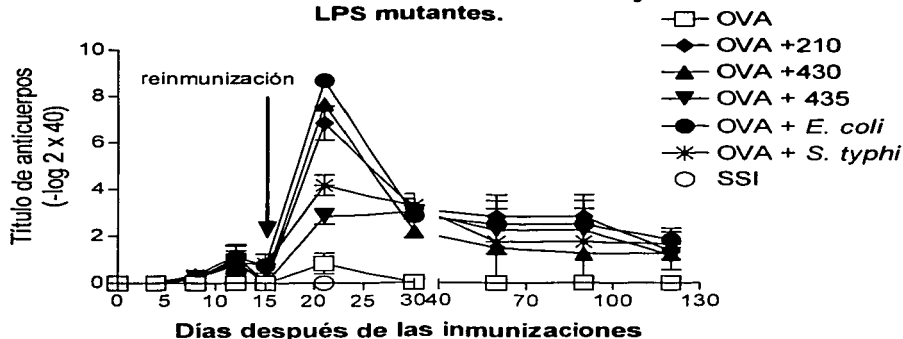 LPS mutantes.
OVA
OVA +210
OVA +430
OVA + 435
OVA + E. coli
OVA + S. typhi
SSI
reinmunización
Título de anticuerpos
(-log 2 x 40)
10
8
6
4
2
0
0 5 10 15 20 25 30 40 70 100 130
Días después de las inmunizaciones